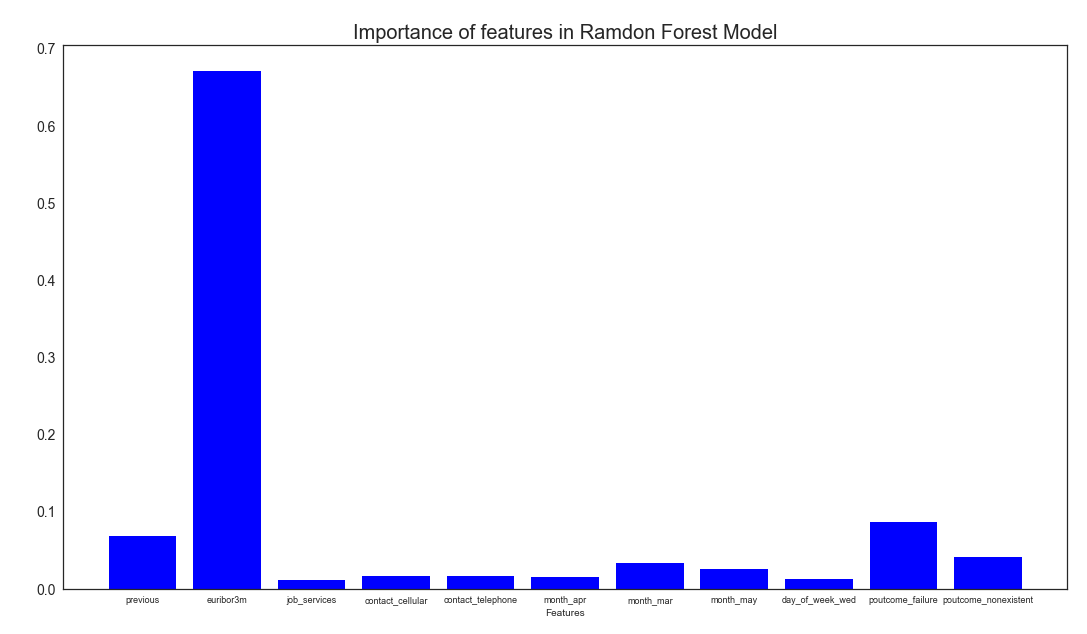 Importance of features in Ramdon Forest Model
0.7
0.6
0.5
0.4
0.3
0.2
0.1
0.0
previous euribor3m job_services contact_cellular contact_telephone month_apr month_mar month_may day_of_week_wed poutcome_failure poutcome_nonexistent
Features